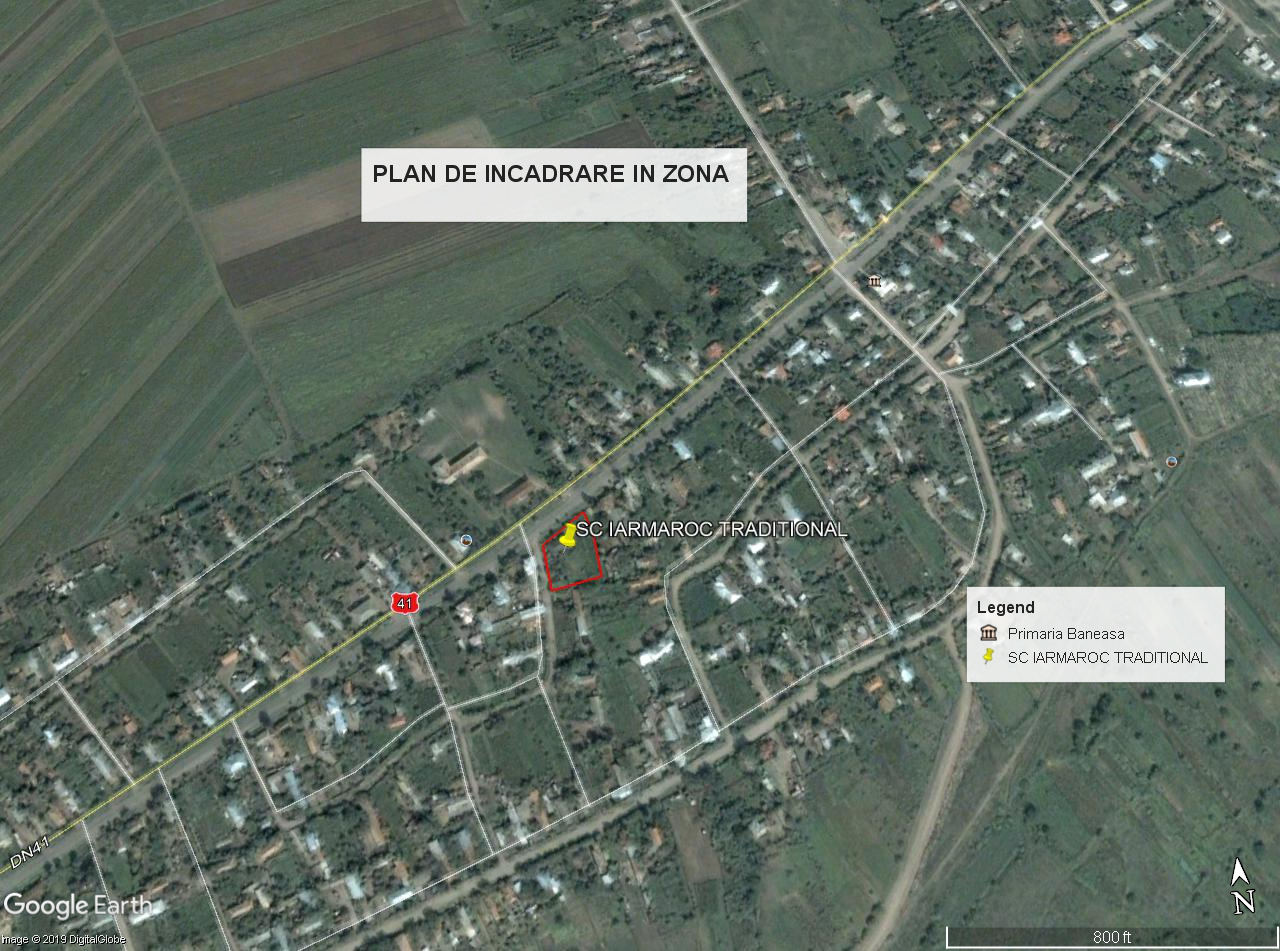 PLAN DE INCADRARE IN ZONA
SC IARMAROC TRADITIONAL
41
Legend
Primaria Baneasa
SC IARMAROC TRADITIONAL
DN41
Google Earth
Image © 2019 DigitalGlobe
N
800 ft